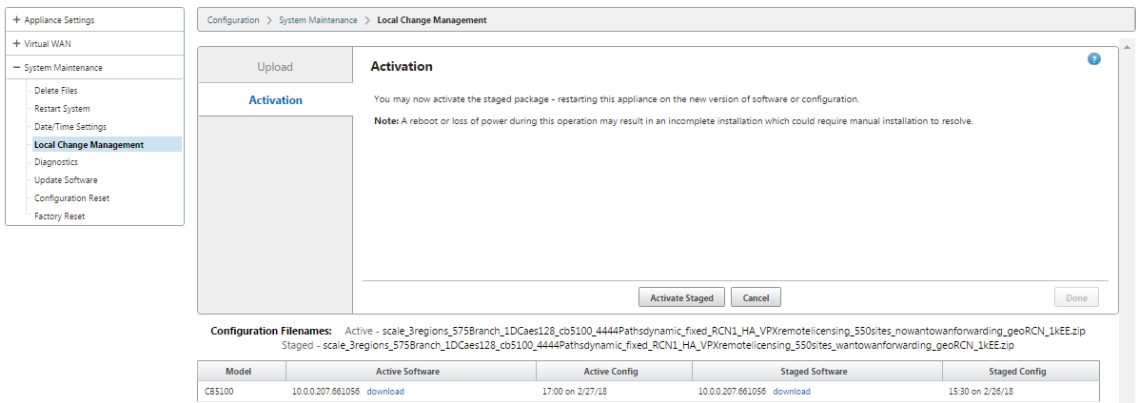 + Appliance Settings
+ Virtual WAN
− System Maintenance
Delete Files
Restart System
Date/Time Settings
Local Change Management
Diagnostics
Update Software
Configuration Reset
Factory Reset
Configuration > System Maintenance > Local Change Management
Upload
Activation
Activation
?
You may now activate the staged package - restarting this appliance on the new version of software or configuration.
Note: A reboot or loss of power during this operation may result in an incomplete installation which could require manual installation to resolve.
Activate Staged Cancel Done
Configuration Filenames: Active - scale_3regions_575Branch_1DCaes128_cb5100_4444Pathsdynamic_fixed_RCN1_HA_VPXremotelicensing_550sites_nowantowanforwarding_geoRCN_1kEE.zip
Staged - scale_3regions_575Branch_1DCaes128_cb5100_4444Pathsdynamic_fixed_RCN1_HA_VPXremotelicensing_550sites_wantowanforwarding_geoRCN_1kEE.zip
Model Active Software Active Config Staged Software Staged Config
CB5100 10.0.0.207.661056 download 17:00 on 2/27/18 10.0.0.207.661056 download 15:30 on 2/26/18